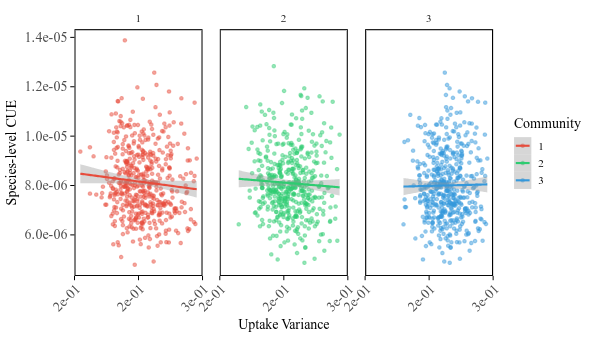 1 2 3
1.4e-05
1.2e-05
1.0e-05
8.0e-06
6.0e-06
Species-level CUE
2e-01 2e-01 3e-01 2e-01 2e-01 3e-01 2e-01 2e-01 3e-01
Uptake Variance
Community
1
2
3